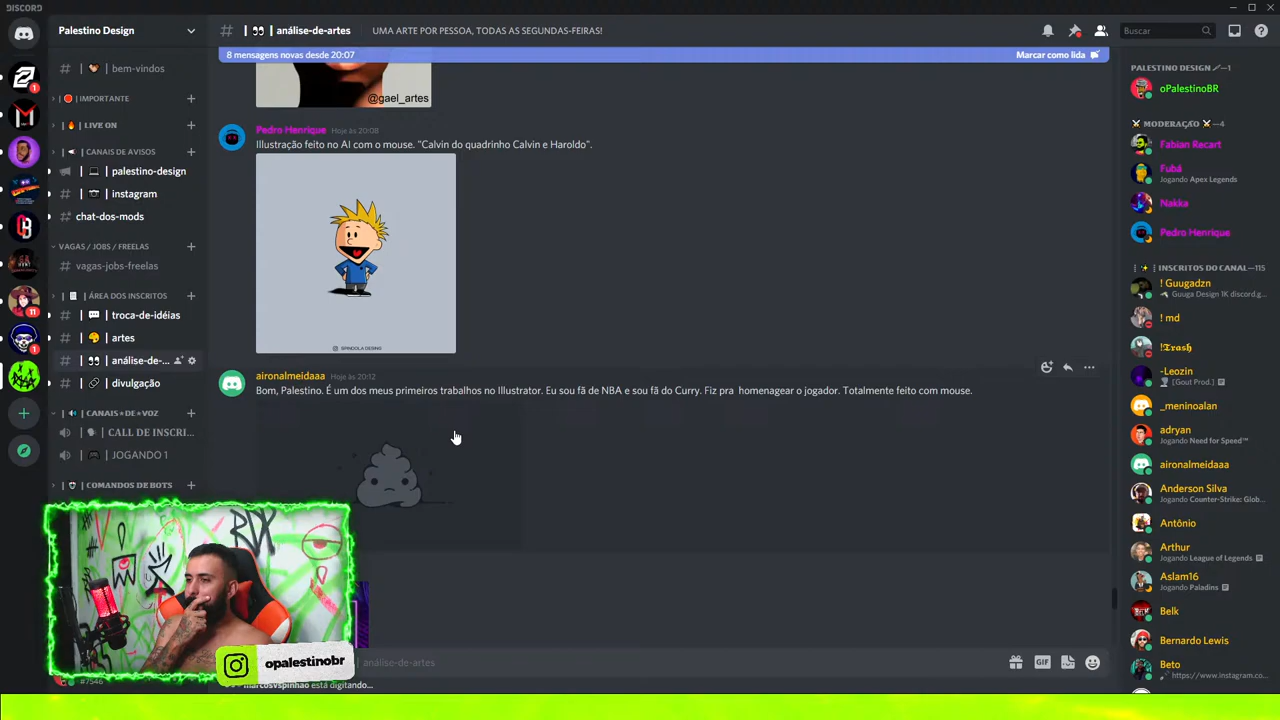 DISCORD
Palestino Design
análise-de-artes
UMA ARTE POR PESSOA, TODAS AS SEGUNDAS-FEIRAS!
Buscar
8 mensagens novas desde 20:07
Marcar como lida
bem-vindos
IMPORTANTE
LIVE ON
CANAIS DE AVISOS
palestino-design
instagram
chat-dos-mods
VAGAS / JOBS / FREELAS
vagas-jobs-freelas
ÁREA DOS INSCRITOS
troca-de-idéias
artes
análise-de-...
divulgação
CANAIS★DE★VOZ
CALL DE INSCRI...
JOGANDO 1
COMANDOS DE BOTS
#7546
1
11
1
@gael_artes
Pedro Henrique Hoje às 20:08
Illustração feito no AI com o mouse. "Calvin do quadrinho Calvin e Haroldo".
aironalmeidaaa Hoje às 20:12
Bom, Palestino. É um dos meus primeiros trabalhos no Illustrator. Eu sou fã de NBA e sou fã do Curry. Fiz pra homenagear o jogador. Totalmente feito com mouse.
opalestinobr
análise-de-artes
GIF
marcosvspinhao está digitando...
PALESTINO DESIGN—1
oPalestinoBR
MODERAÇÃO—4
Fabian Recart
Fubá
Jogando Apex Legends
Nakka
Pedro Henrique
INSCRITOS DO CANAL—115
! Guugadzn
Guuga Design 1K discord.g...
! md
!Trash
-Leozin
[Gout Prod.]
_meninoalan
adryan
Jogando Need for Speed™
aironalmeidaaa
Anderson Silva
Jogando Counter-Strike: Glob...
Antônio
Arthur
Jogando League of Legends
Aslam16
Jogando Paladins
Belk
Bernardo Lewis
Beto
https://www.instagram.c...